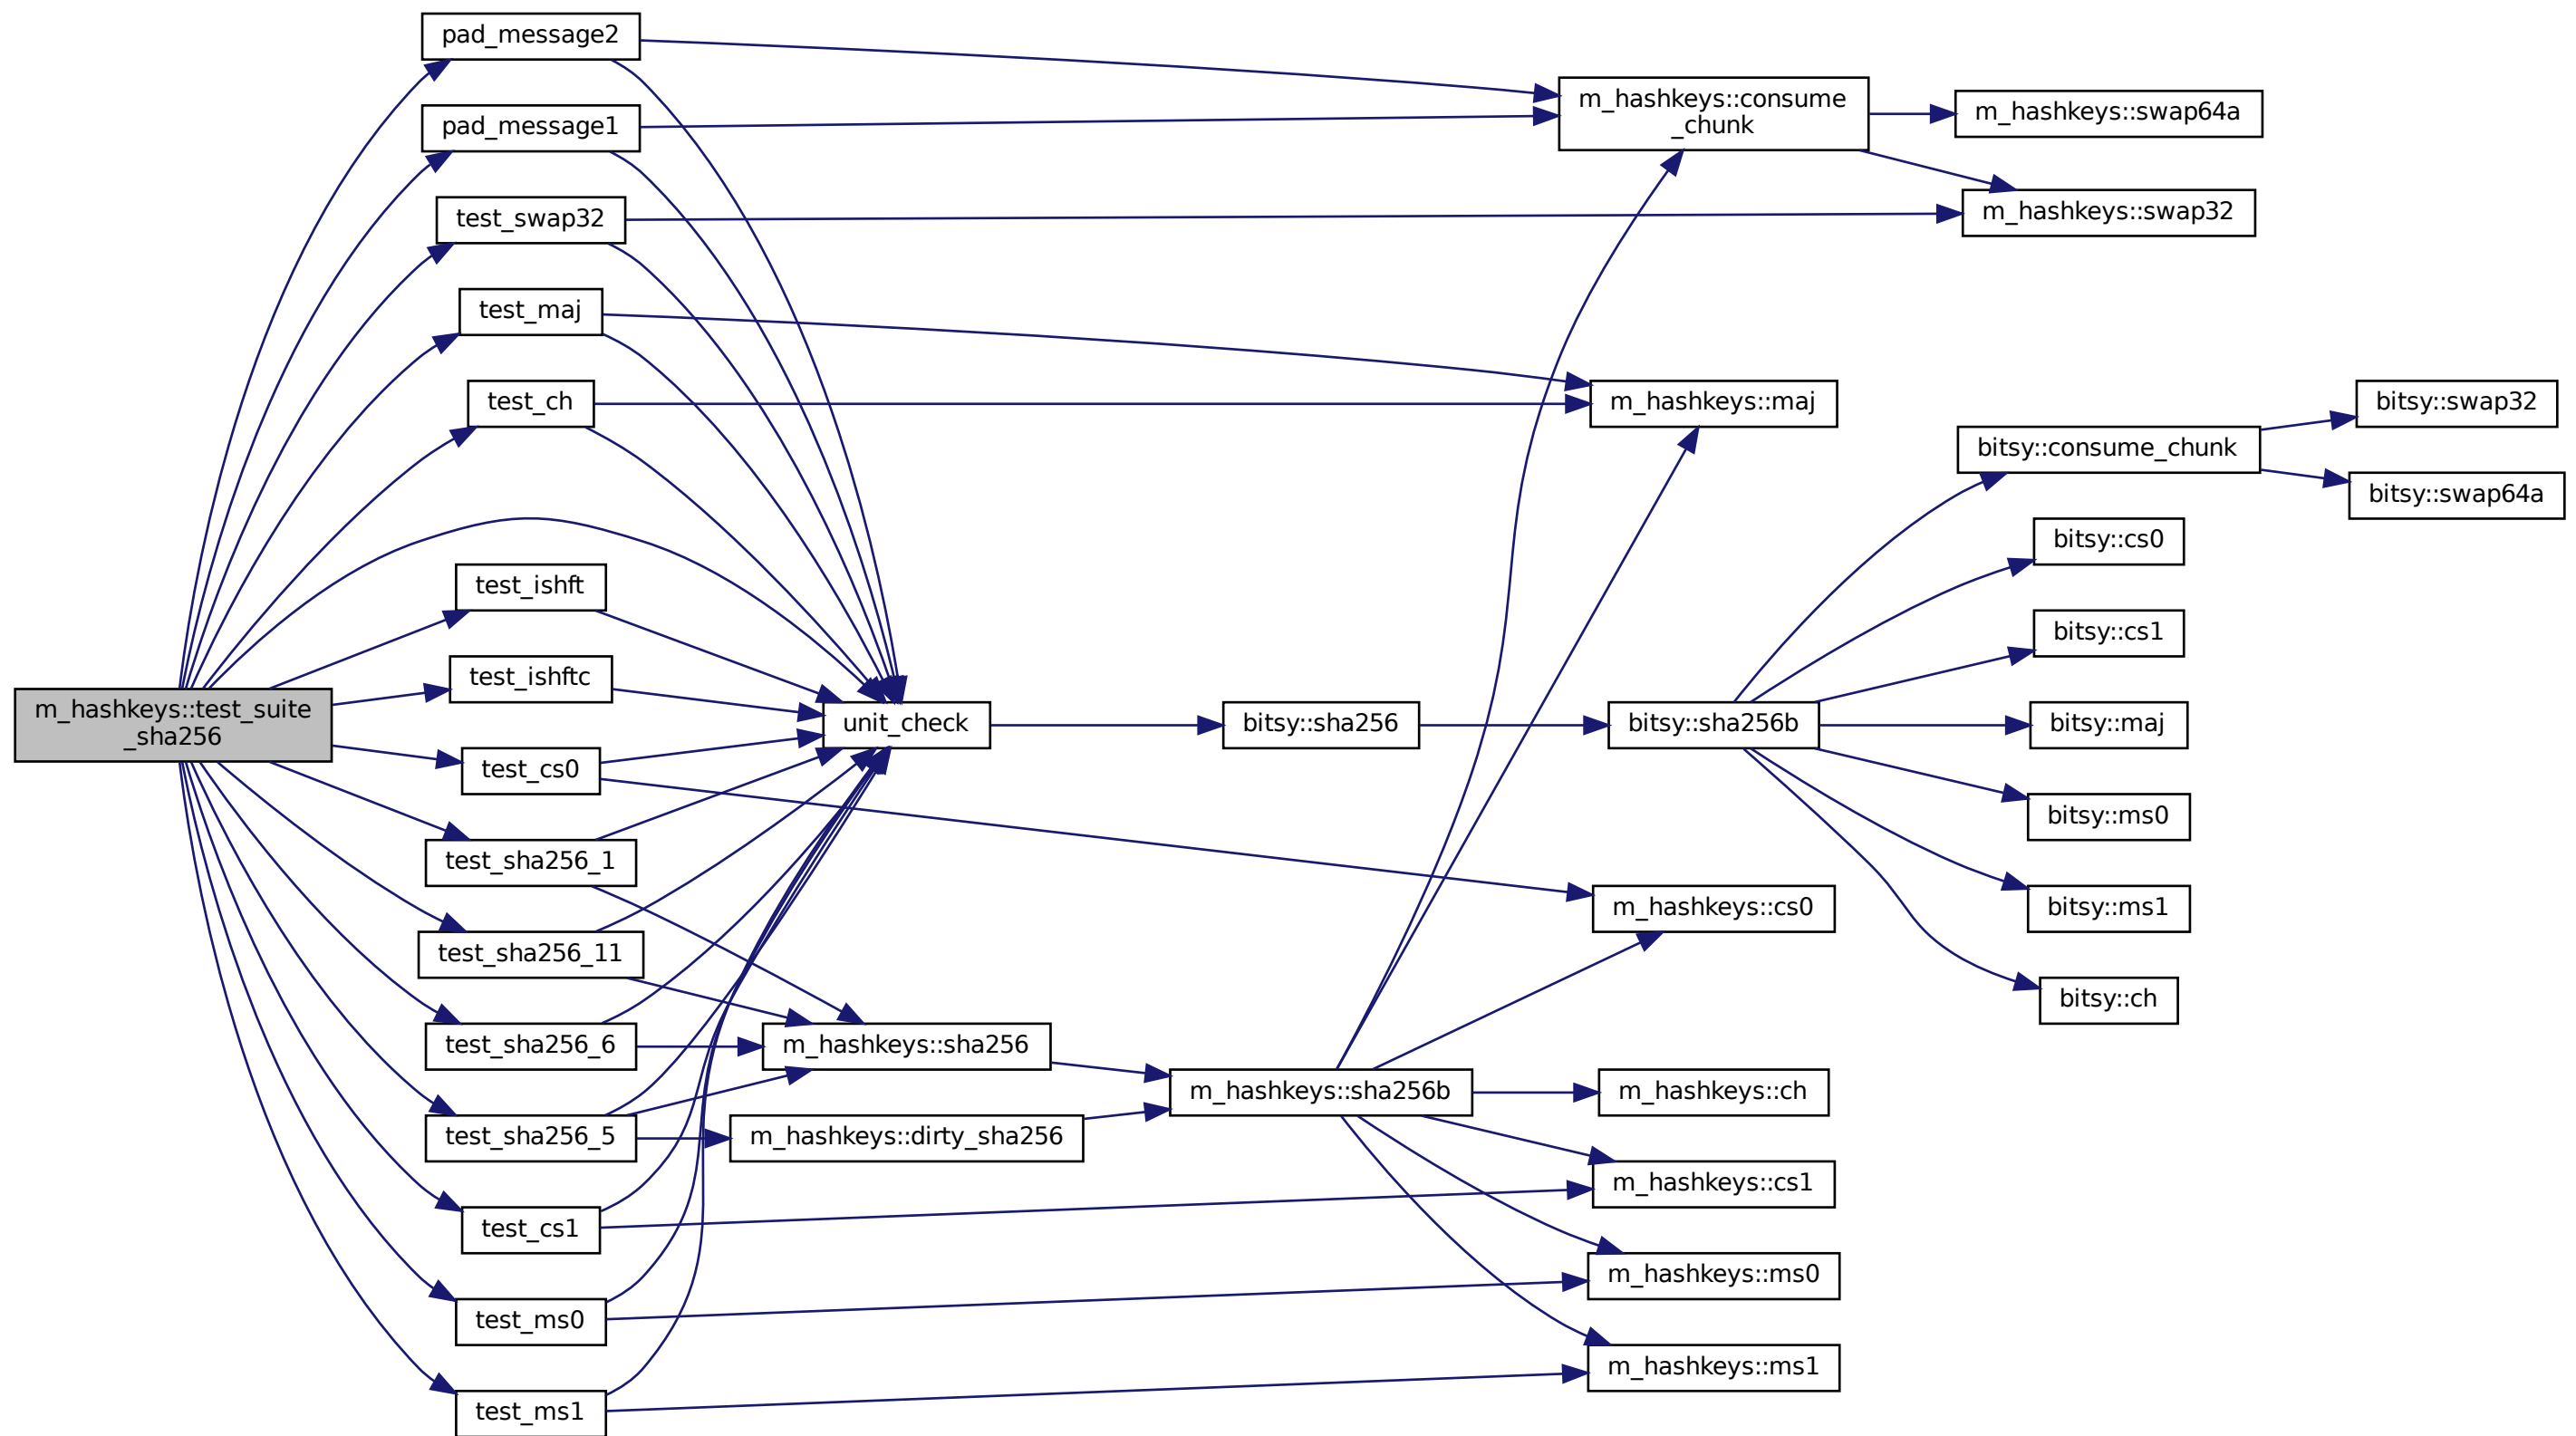 pad_message2
pad_message1
test_swap32
test_maj
test_ch
test_ishft
test_ishftc
m_hashkeys::test_suite
_sha256
test_cs0
test_sha256_1
test_sha256_11
test_sha256_6
test_sha256_5
test_cs1
test_ms0
test_ms1
unit_check
m_hashkeys::sha256
m_hashkeys::dirty_sha256
bitsy::sha256
m_hashkeys::sha256b
m_hashkeys::consume
_chunk
m_hashkeys::maj
bitsy::sha256b
m_hashkeys::cs0
m_hashkeys::ch
m_hashkeys::cs1
m_hashkeys::ms0
m_hashkeys::ms1
m_hashkeys::swap64a
m_hashkeys::swap32
bitsy::consume_chunk
bitsy::cs0
bitsy::cs1
bitsy::maj
bitsy::ms0
bitsy::ms1
bitsy::ch
bitsy::swap32
bitsy::swap64a